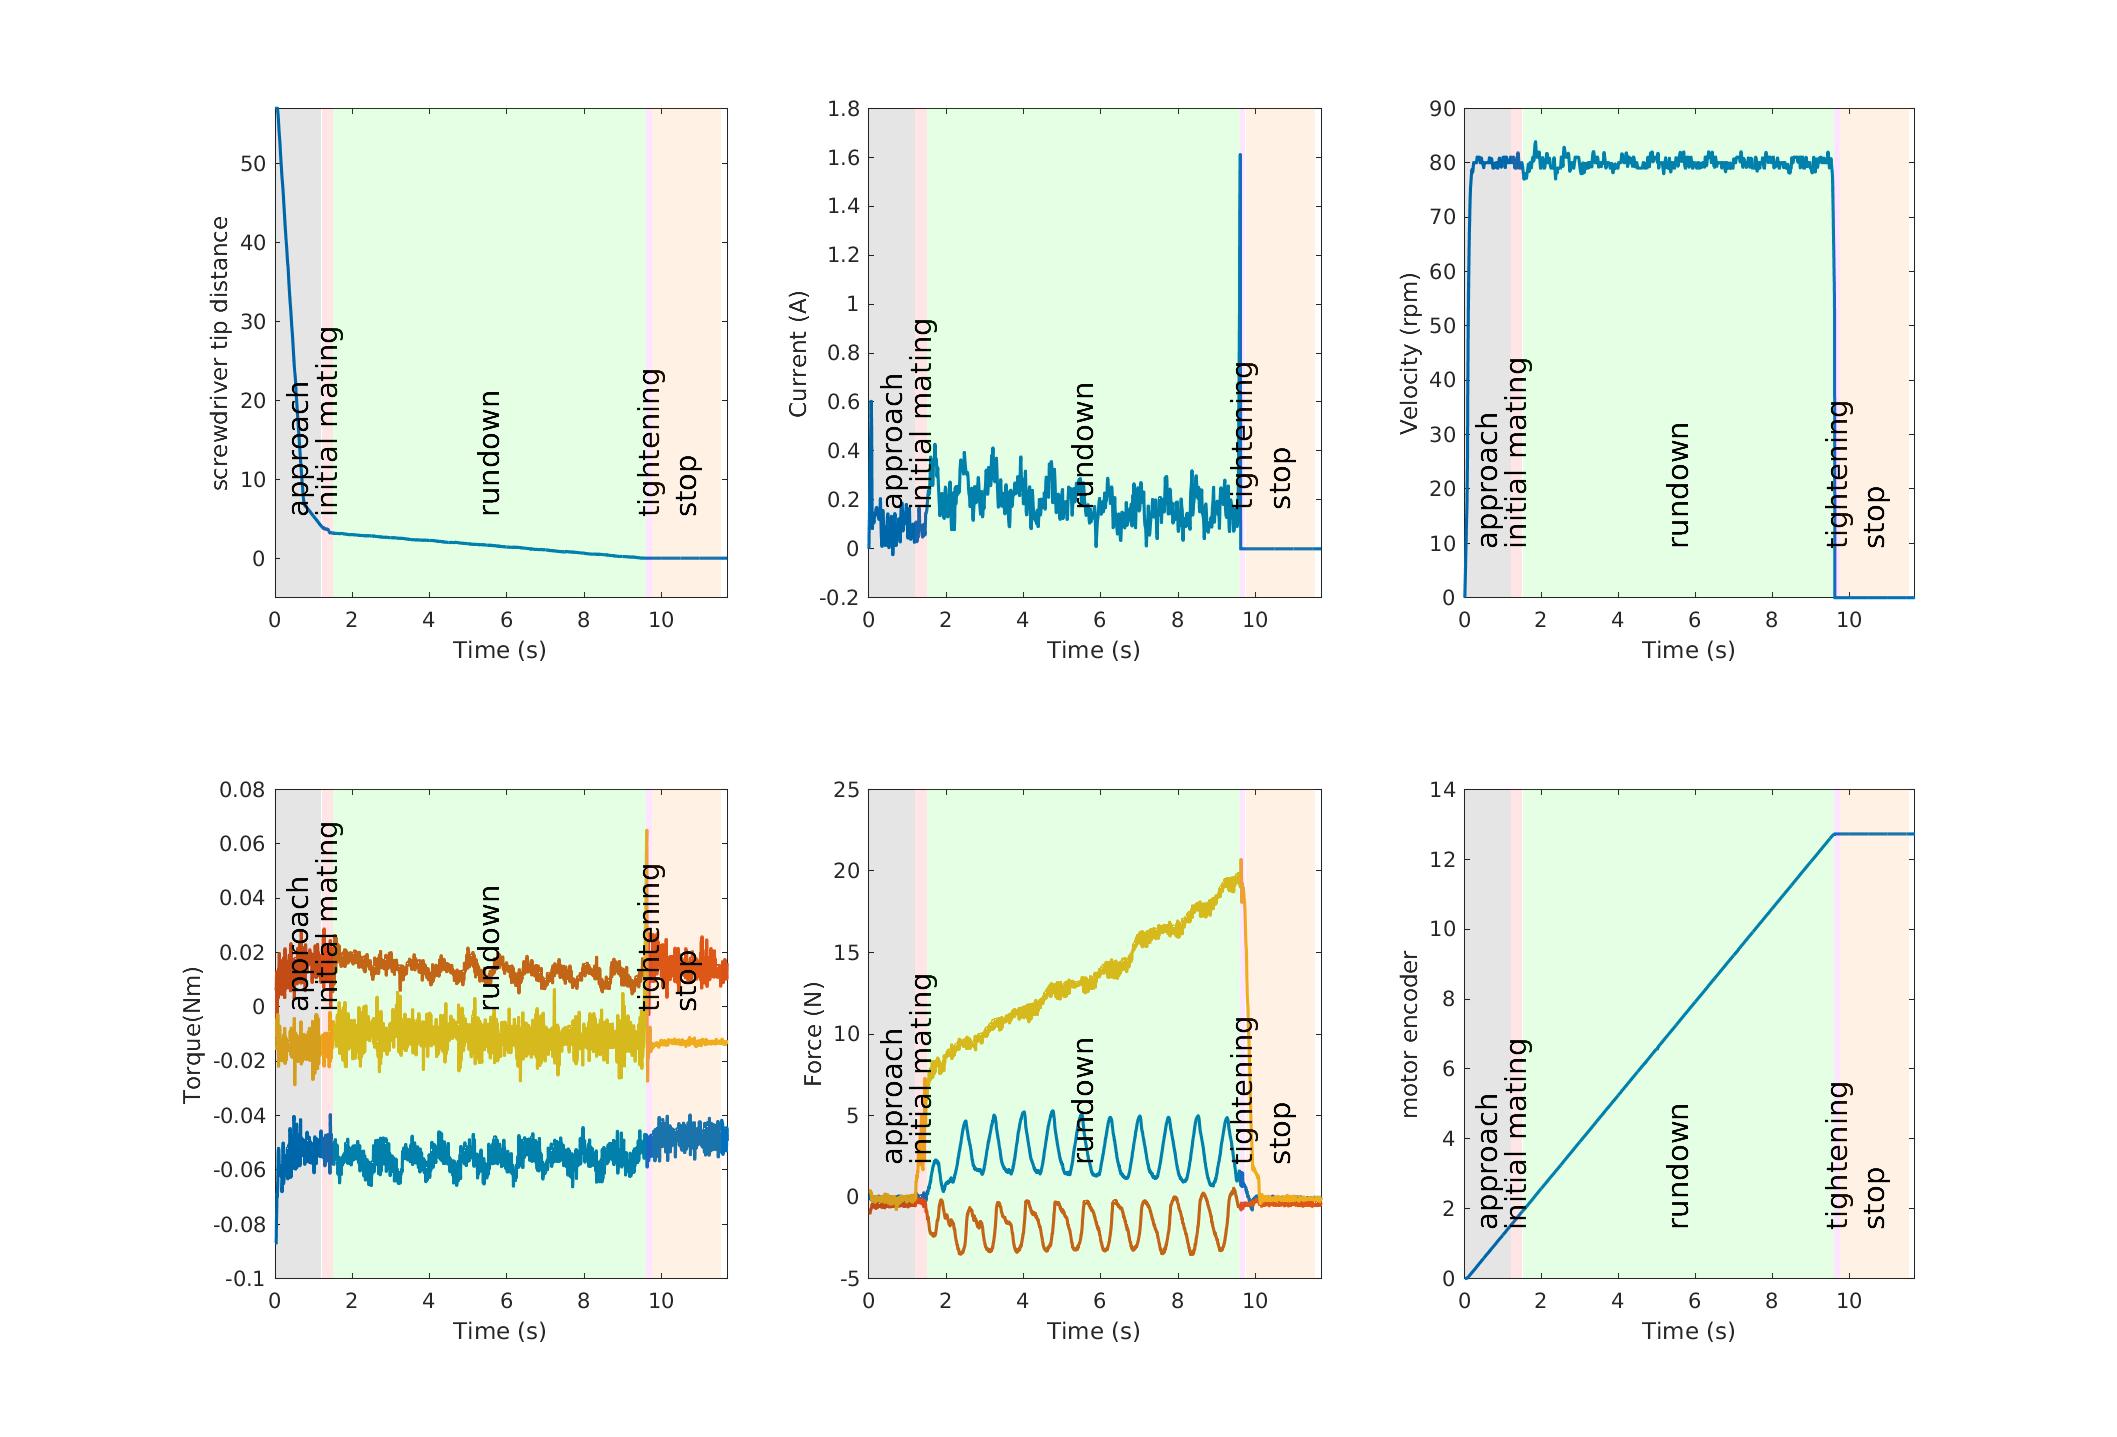 50
40
30
20
10
0
screwdriver tip distance
approach
initial mating
rundown
tightening
stop
0 2 4 6 8 10
Time (s)
1.8
1.6
1.4
1.2
1
0.8
0.6
0.4
0.2
0
-0.2
Current (A)
approach
initial mating
rundown
tightening
stop
0 2 4 6 8 10
Time (s)
90
80
70
60
50
40
30
20
10
0
Velocity (rpm)
approach
initial mating
rundown
tightening
stop
0 2 4 6 8 10
Time (s)
0.08
0.06
0.04
0.02
0
-0.02
-0.04
-0.06
-0.08
-0.1
Torque(Nm)
approach
initial mating
rundown
tightening
stop
0 2 4 6 8 10
Time (s)
25
20
15
10
5
0
-5
Force (N)
approach
initial mating
rundown
tightening
stop
0 2 4 6 8 10
Time (s)
14
12
10
8
6
4
2
0
motor encoder
approach
initial mating
rundown
tightening
stop
0 2 4 6 8 10
Time (s)